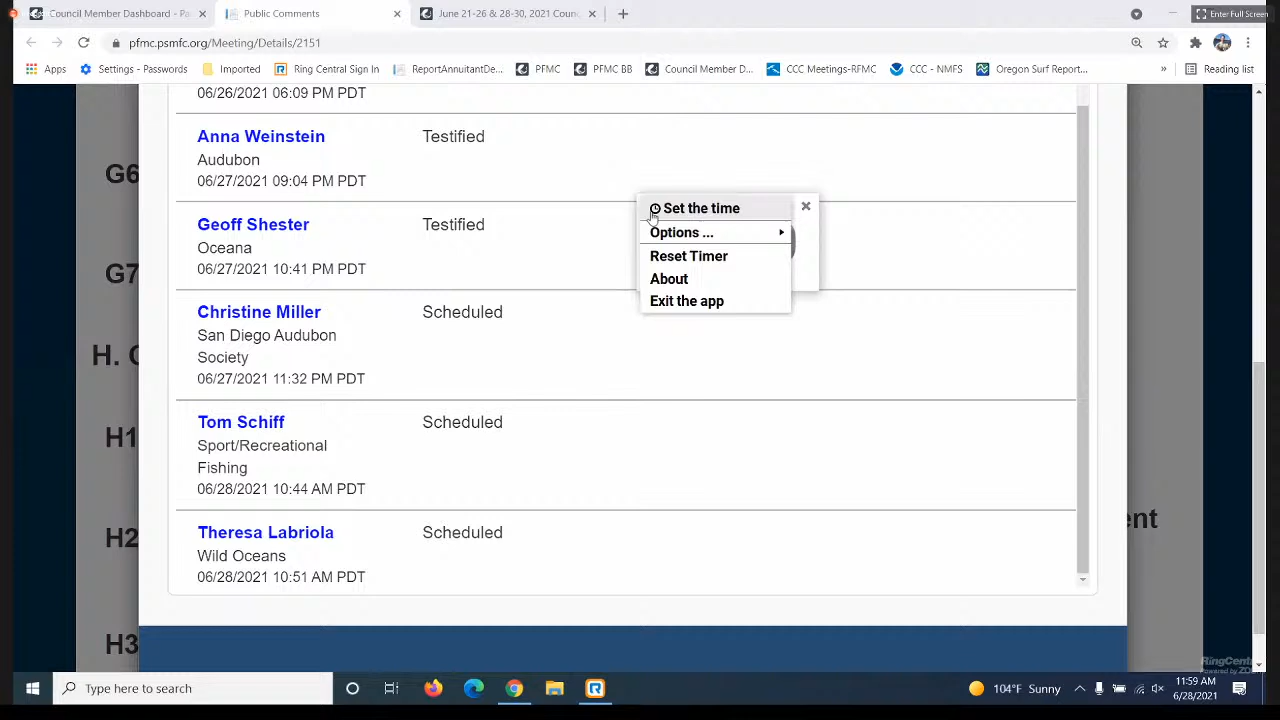 Council Member Dashboard - Pa
Public Comments
June 21-26 & 28-30, 2021 Counc
Enter Full Screen
pfmc.psmfc.org/Meeting/Details/2151
Apps
Settings - Passwords
Imported
Ring Central Sign In
ReportAnnuitantDe...
PFMC
PFMC BB
Council Member D...
CCC Meetings-RFMC
CCC - NMFS
Oregon Surf Repor...
»
Reading list
06/26/2021 06:09 PM PDT
Anna Weinstein
Testified
Audubon
06/27/2021 09:04 PM PDT
Geoff Shester
Testified
Oceana
06/27/2021 10:41 PM PDT
Christine Miller
Scheduled
San Diego Audubon
Society
06/27/2021 11:32 PM PDT
Tom Schiff
Scheduled
Sport/Recreational
Fishing
06/28/2021 10:44 AM PDT
Theresa Labriola
Scheduled
Wild Oceans
06/28/2021 10:51 AM PDT
Set the time
Options ...
Reset Timer
About
Exit the app
G6
G7
H. C
H1
H2
H3
ent
RingCent
Powered by ZO
Type here to search
104°F Sunny
11:59 AM
6/28/2021